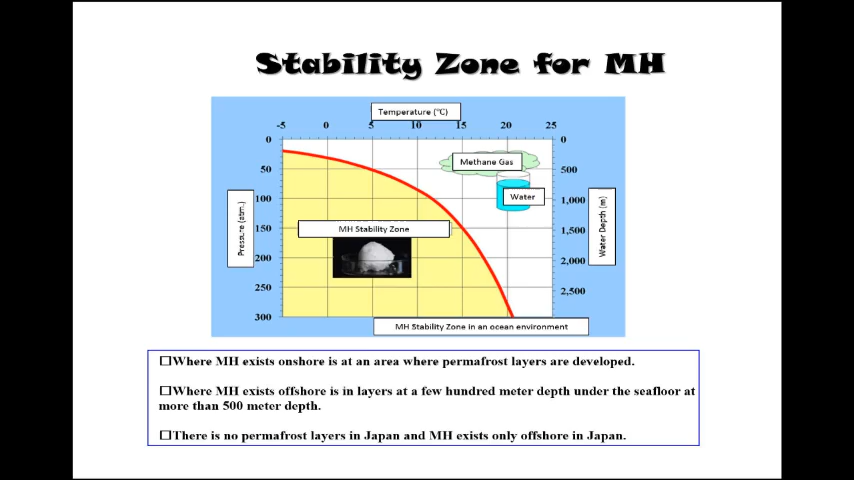 Stability Zone for MH
Temperature (℃)
-5 0 5 10 15 20 25
0 0
50 500
100 1,000
150 1,500
200 2,000
250 2,500
300
Methane Gas
Water
Pressure (atm.)
MH Stability Zone
Water Depth (m)
MH Stability Zone in an ocean environment
□Where MH exists onshore is at an area where permafrost layers are developed.
□Where MH exists offshore is in layers at a few hundred meter depth under the seafloor at
more than 500 meter depth.
□There is no permafrost layers in Japan and MH exists only offshore in Japan.